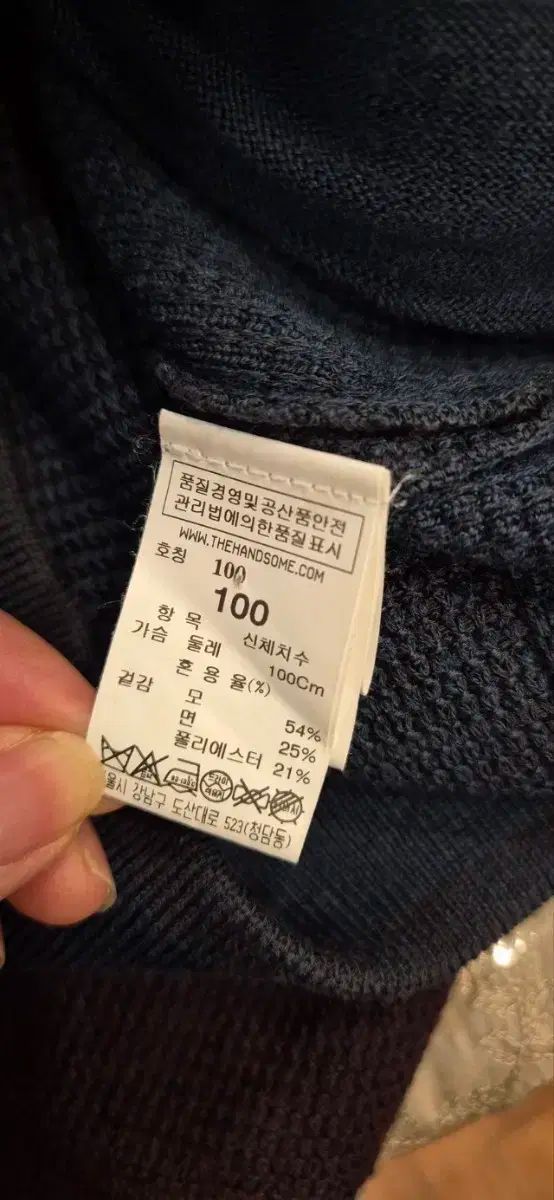 품질경영및공산품안전
관리법에의한품질표시
WWW.THEHANDSOME.COM
호칭 100
100
항 목 신체치수
가슴 둘레 100Cm
혼 용 율(%)
겉감 모 54%
면 25%
폴리에스터 21%
울시 강남구 도산대로 523(청담동)